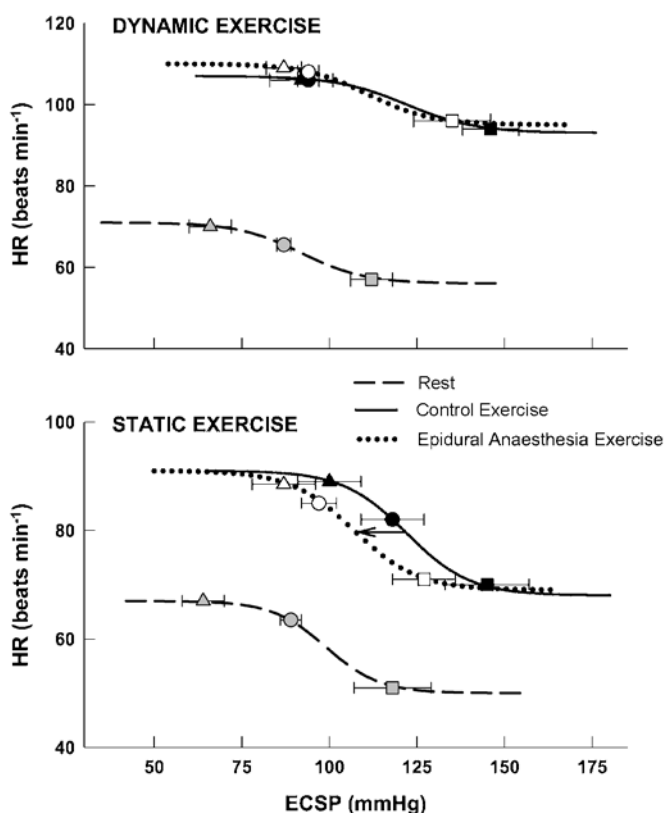 DYNAMIC EXERCISE
120
100
80
60
40
HR (beats min⁻¹)
Rest
Control Exercise
Epidural Anaesthesia Exercise
STATIC EXERCISE
100
80
60
40
HR (beats min⁻¹)
50 75 100 125 150 175
ECSP (mmHg)